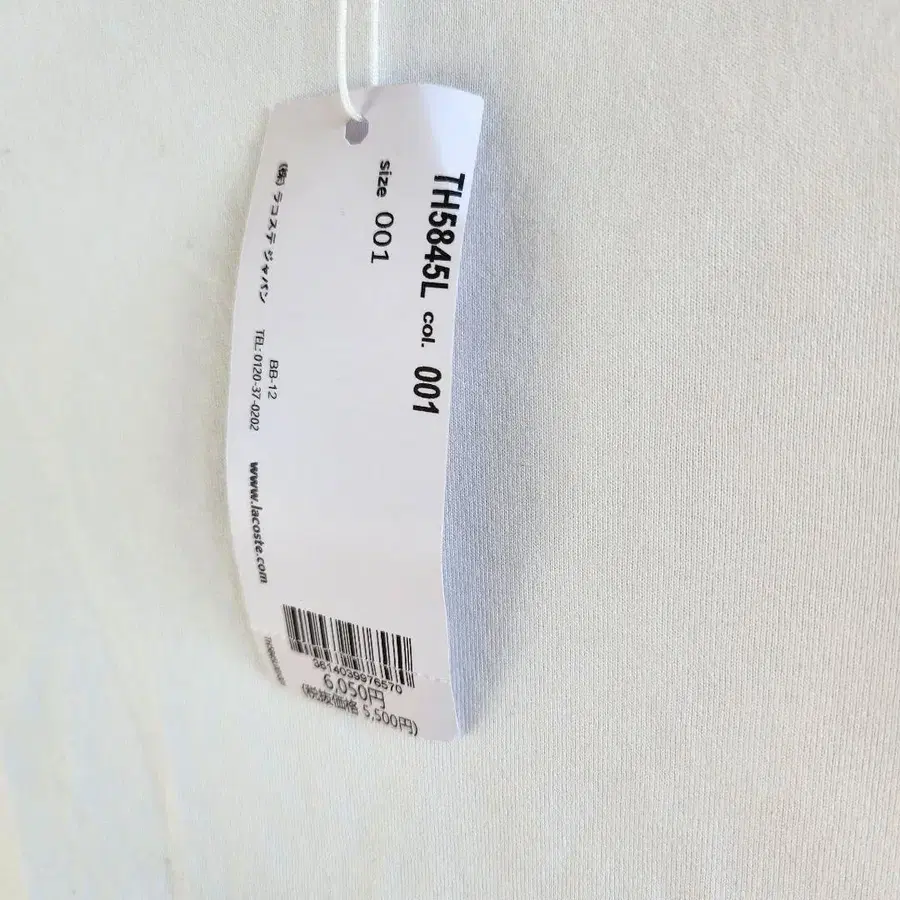 TH5845L col. 001
size 001
(株) ラコステ ジャパン
BB-12
TEL: 0120-37-0202
www.lacoste.com
3614039976570
6,050円
(税抜価格 5,500円)